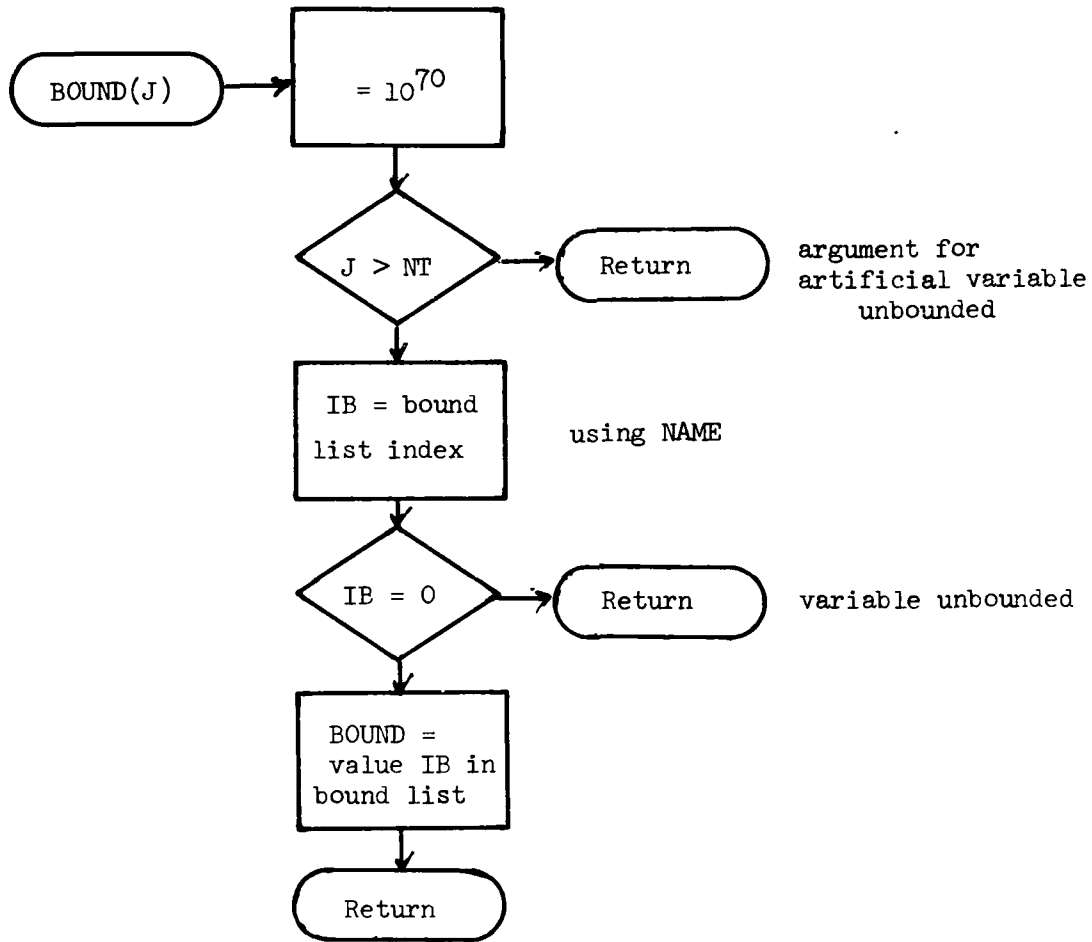 BOUND(J)
= 10^70
J > NT
Return
argument for
artificial variable
unbounded
IB = bound
list index
using NAME
IB = 0
Return
variable unbounded
BOUND =
value IB in
bound list
Return